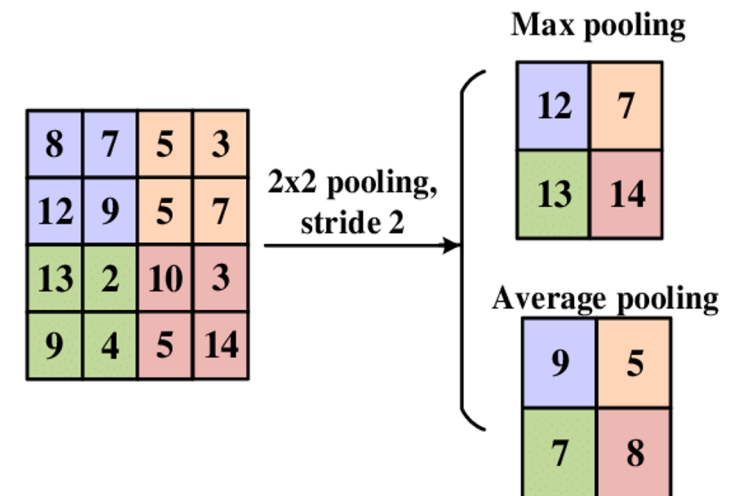 Max pooling
12 7
13 14
8 7 5 3
12 9 5 7
13 2 10 3
9 4 5 14
2x2 pooling,
stride 2
Average pooling
9 5
7 8